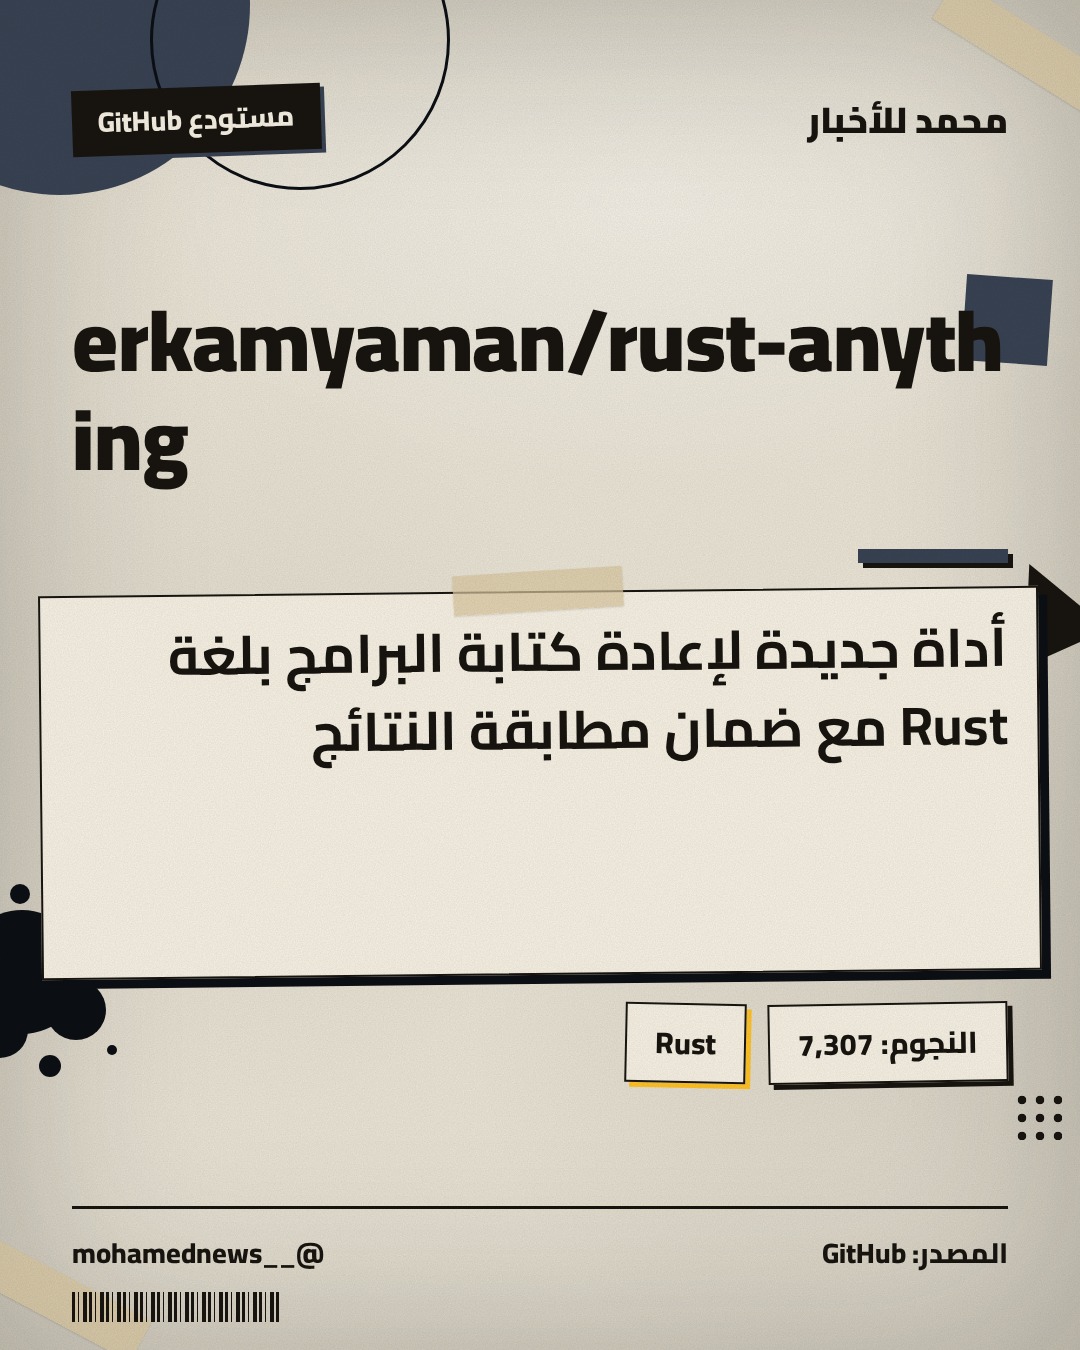 محمد للأخبار
مستودع GitHub
erkamyaman/rust-anyth
ing
أداة جديدة لإعادة كتابة البرامج بلغة
Rust مع ضمان مطابقة النتائج
النجوم: 7,307
Rust
المصدر: GitHub
mohamednews__@